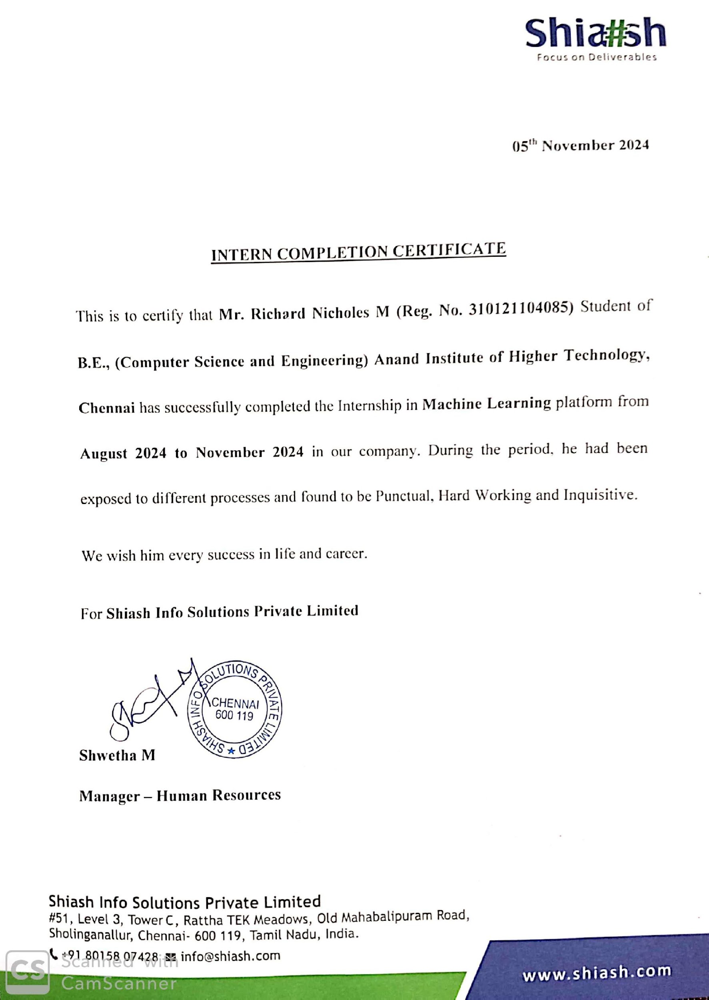 Shia#sh
Focus on Deliverables
05th November 2024
INTERN COMPLETION CERTIFICATE
This is to certify that Mr. Richard Nicholes M (Reg. No. 310121104085) Student of
B.E., (Computer Science and Engineering) Anand Institute of Higher Technology,
Chennai has successfully completed the Internship in Machine Learning platform from
August 2024 to November 2024 in our company. During the period, he had been
exposed to different processes and found to be Punctual, Hard Working and Inquisitive.
We wish him every success in life and career.
For Shiash Info Solutions Private Limited
SHIASH INFO SOLUTIONS PRIVATE LIMITED
CHENNAI
600 119
Shwetha M
Manager – Human Resources
Shiash Info Solutions Private Limited
#51, Level 3, Tower C, Rattha TEK Meadows, Old Mahabalipuram Road,
Sholinganallur, Chennai- 600 119, Tamil Nadu, India.
+91 80158 07428 info@shiash.com
www.shiash.com
CS
Scanned with
CamScanner